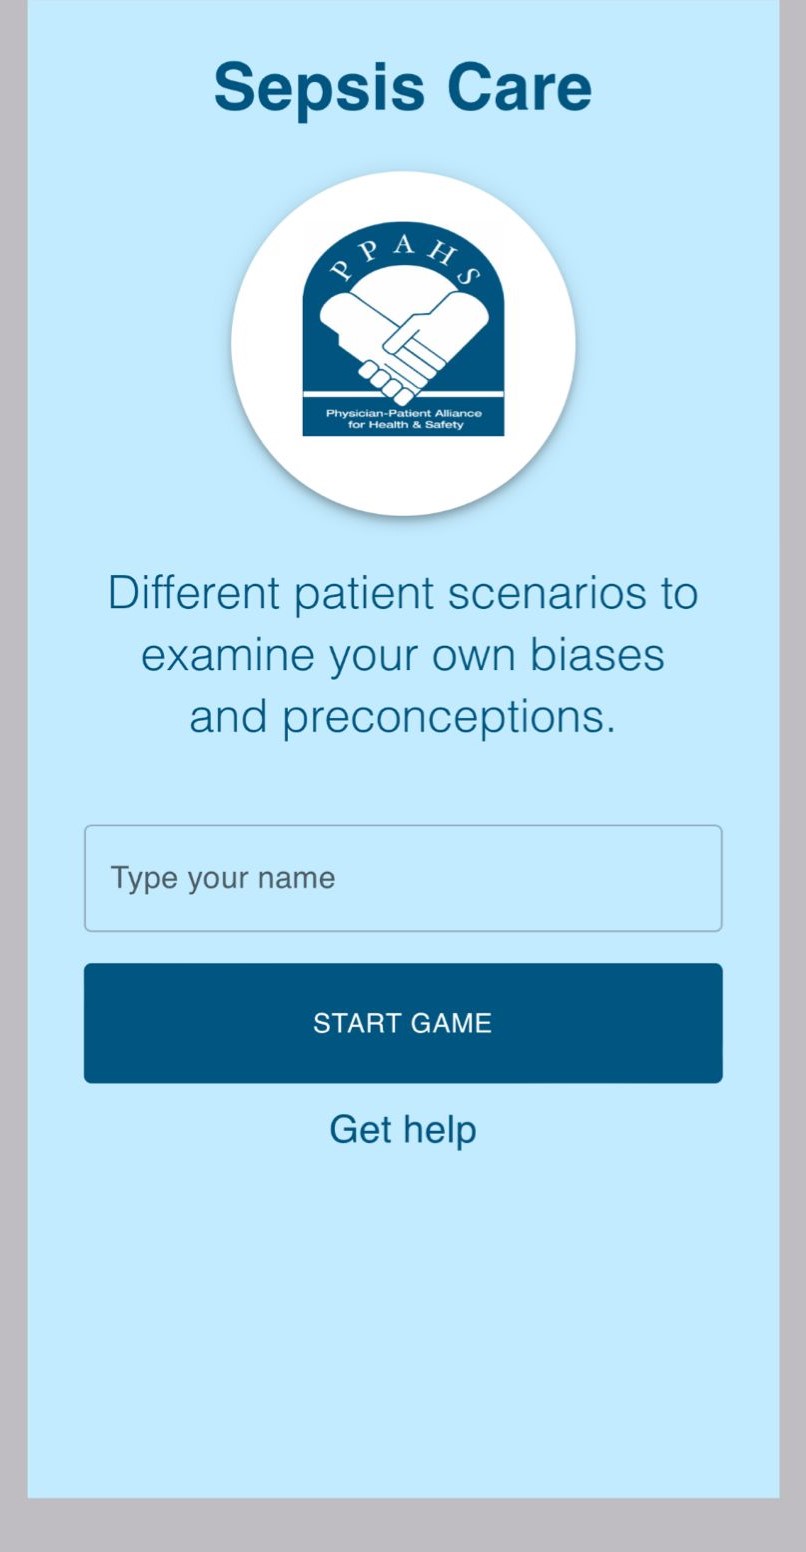 Sepsis Care
PPAHS
Physician-Patient Alliance
for Health & Safety
Different patient scenarios to
examine your own biases
and preconceptions.
Type your name
START GAME
Get help